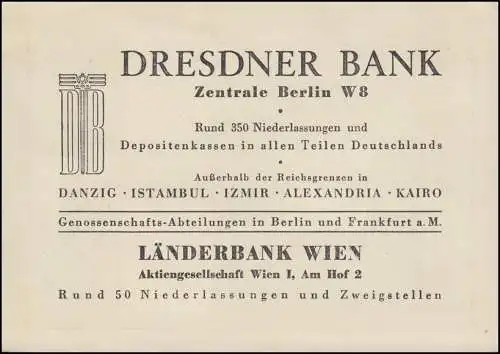 DRESDNER BANK
Zentrale Berlin W 8
Rund 350 Niederlassungen und
Depositenkassen in allen Teilen Deutschlands
Außerhalb der Reichsgrenzen in
DANZIG · ISTAMBUL · IZMIR · ALEXANDRIA · KAIRO
Genossenschafts-Abteilungen in Berlin und Frankfurt a. M.
LÄNDERBANK WIEN
Aktiengesellschaft Wien I, Am Hof 2
Rund 50 Niederlassungen und Zweigstellen
DB